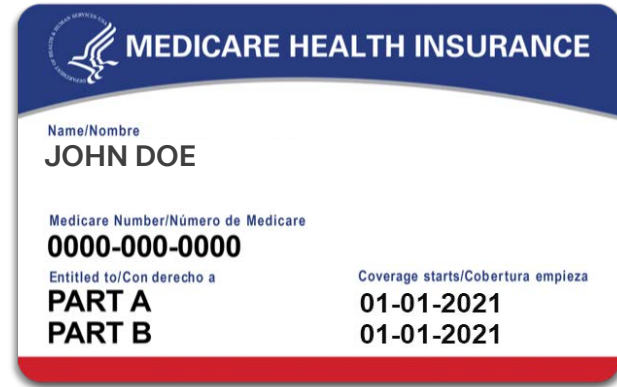 MEDICARE HEALTH INSURANCE
Name/Nombre
JOHN DOE
Medicare Number/Número de Medicare
0000-000-0000
Entitled to/Con derecho a Coverage starts/Cobertura empieza
PART A 01-01-2021
PART B 01-01-2021